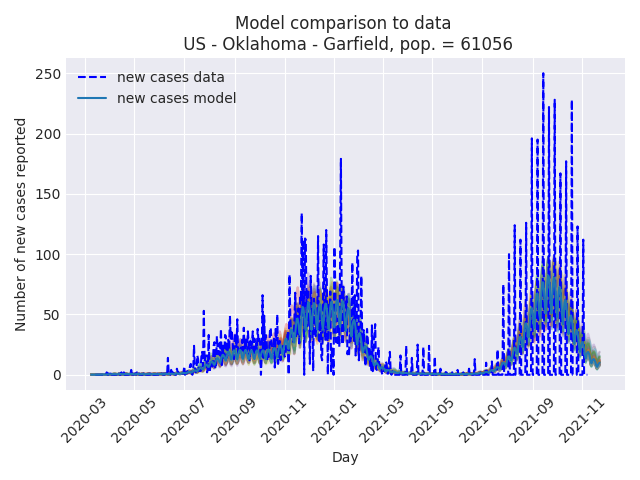 Model comparison to data
US - Oklahoma - Garfield, pop. = 61056
new cases data
new cases model
Number of new cases reported
250
200
150
100
50
0
2020-03
2020-05
2020-07
2020-09
2020-11
2021-01
2021-03
2021-05
2021-07
2021-09
2021-11
Day